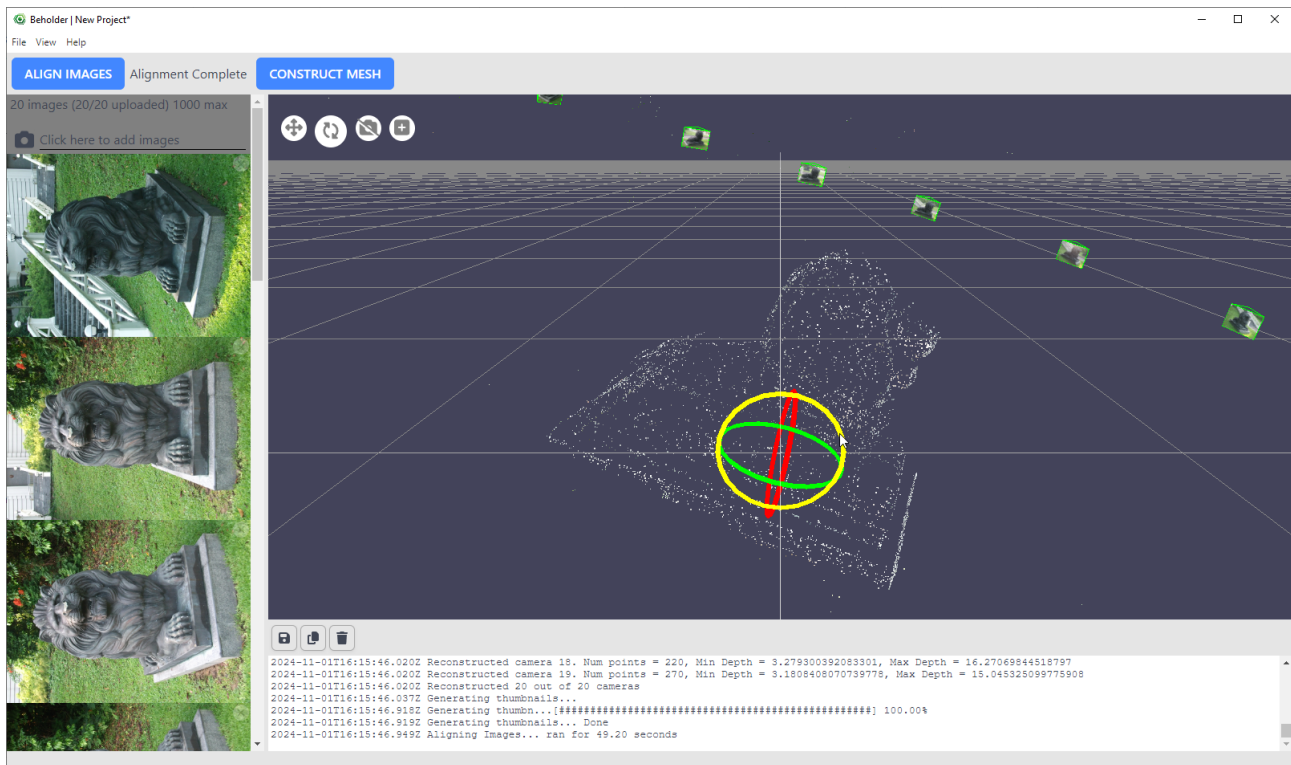 Beholder | New Project*
File View Help
ALIGN IMAGES Alignment Complete CONSTRUCT MESH
20 images (20/20 uploaded) 1000 max
Click here to add images
2024-11-01T16:15:46.020Z Reconstructed camera 18. Num points = 220, Min Depth = 3.279300392083301, Max Depth = 16.27069844518797
2024-11-01T16:15:46.020Z Reconstructed camera 19. Num points = 270, Min Depth = 3.1808408070739778, Max Depth = 15.045325099775908
2024-11-01T16:15:46.020Z Reconstructed 20 out of 20 cameras
2024-11-01T16:15:46.037Z Generating thumbnails...
2024-11-01T16:15:46.918Z Generating thumbn...[##################################################] 100.00%
2024-11-01T16:15:46.919Z Generating thumbnails... Done
2024-11-01T16:15:46.949Z Aligning Images... ran for 49.20 seconds